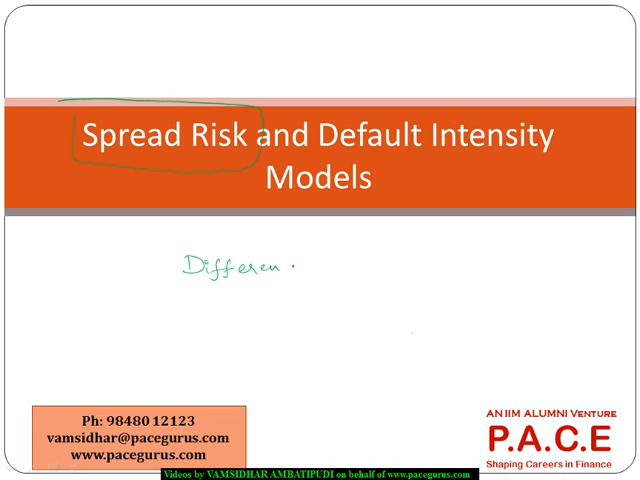 Spread Risk and Default Intensity
Models
Differen
Ph: 98480 12123
vamsidhar@pacegurus.com
www.pacegurus.com
AN IIM ALUMNI VENTURE
P.A.C.E
Shaping Careers in Finance
Videos by VAMSIDHAR AMBATIPUDI on behalf of www.pacegurus.com